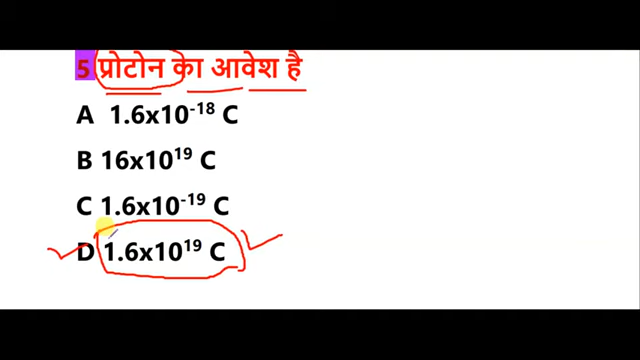 5 प्रोटोन का आवेश है
A 1.6x10⁻¹⁸ C
B 16x10¹⁹ C
C 1.6x10⁻¹⁹ C
D 1.6x10¹⁹ C